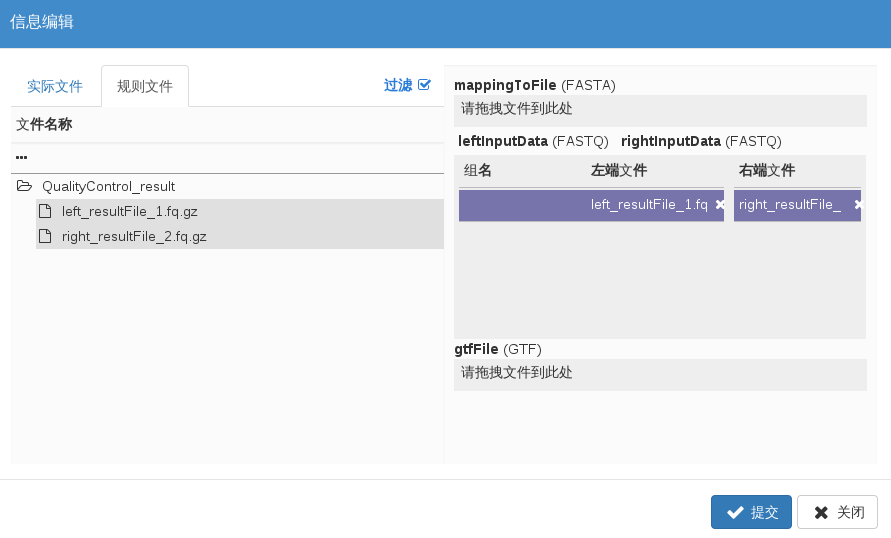 信息编辑
实际文件 规则文件 过滤
文件名称
...
QualityControl_result
left_resultFile_1.fq.gz
right_resultFile_2.fq.gz
mappingToFile (FASTA)
请拖拽文件到此处
leftInputData (FASTQ) rightInputData (FASTQ)
组名 左端文件 右端文件
left_resultFile_1.fq right_resultFile_
gtfFile (GTF)
请拖拽文件到此处
提交 关闭